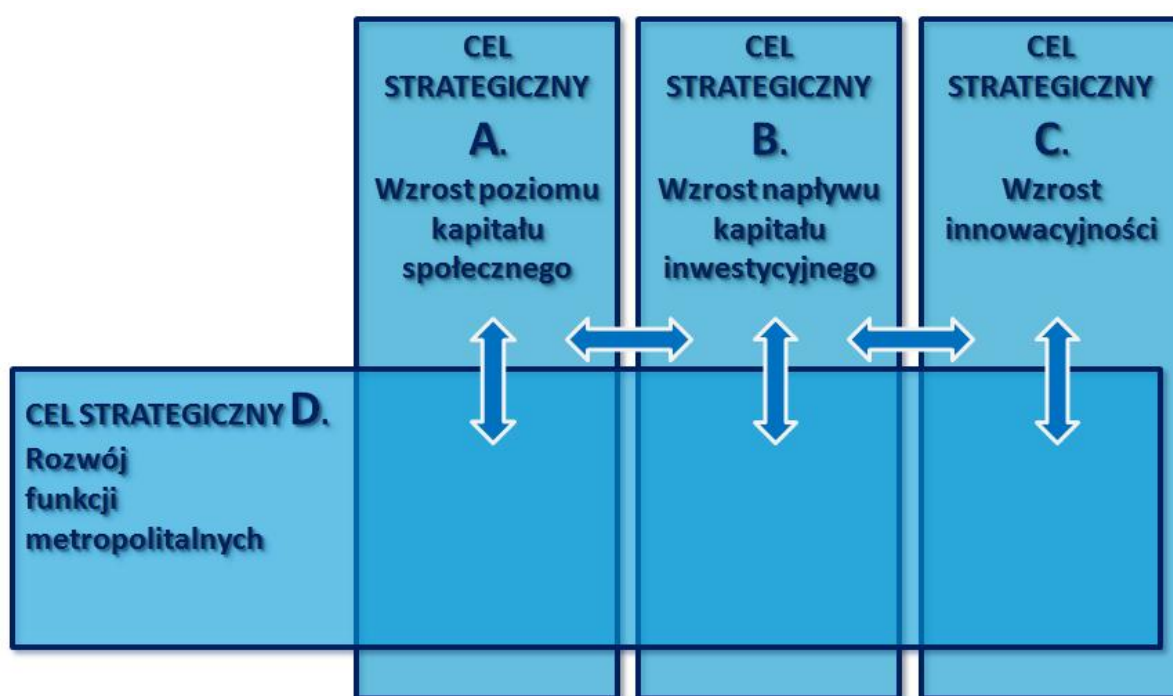 CEL
STRATEGICZNY
A.
Wzrost poziomu
kapitału
społecznego
CEL
STRATEGICZNY
B.
Wzrost napływu
kapitału
inwestycyjnego
CEL
STRATEGICZNY
C.
Wzrost
innowacyjności
CEL STRATEGICZNY D.
Rozwój
funkcji
metropolitalnych